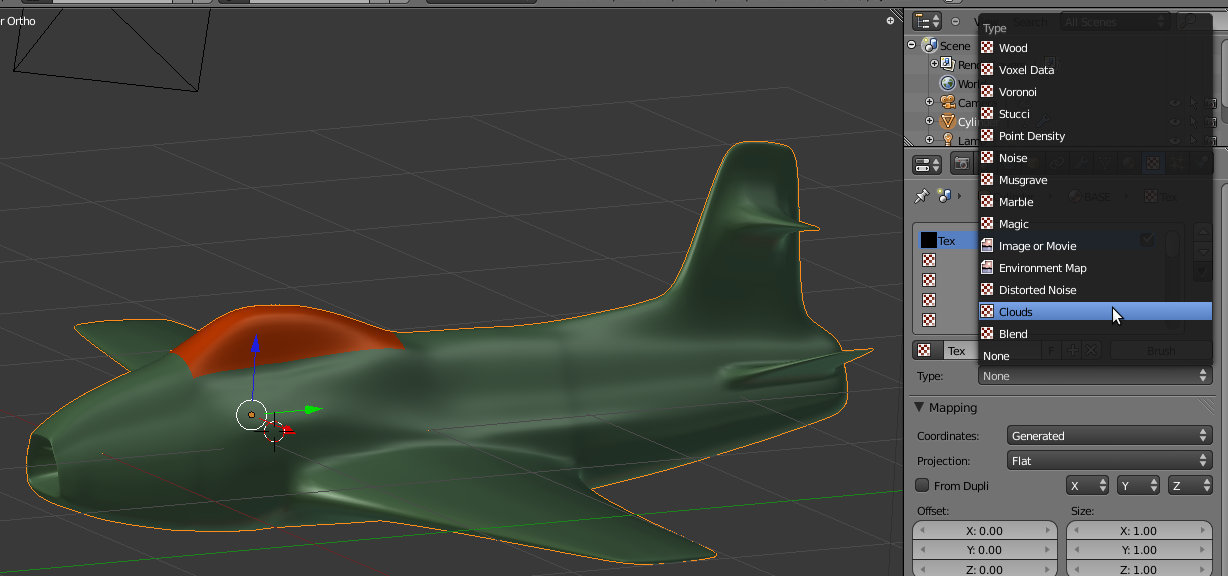 r Ortho
Search All Scenes
Type
Scene
Wood
Ren
Voxel Data
Wor
Voronoi
Cam
Stucci
Cyli
Point Density
Lam
Noise
Musgrave
Marble
BASE Tex
Magic
Tex
Image or Movie
Environment Map
Distorted Noise
Clouds
Blend
Tex F Brush
None
Type: None
Mapping
Coordinates: Generated
Projection: Flat
From Dupli X Y Z
Offset: Size:
X: 0.00 X: 1.00
Y: 0.00 Y: 1.00
Z: 0.00 Z: 1.00